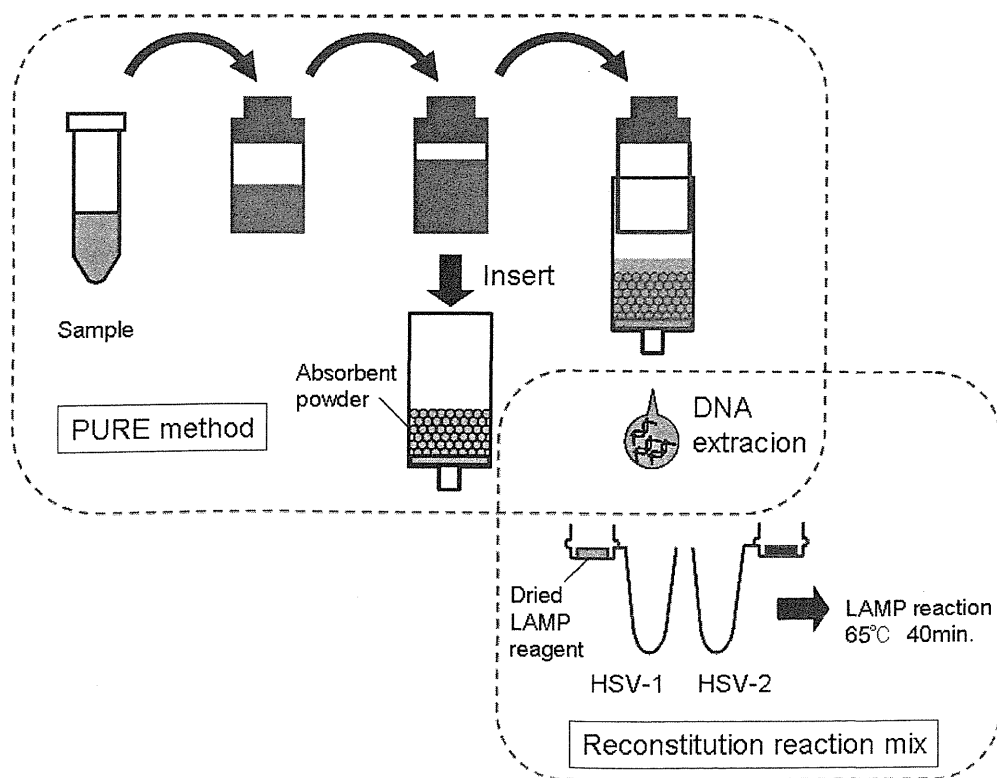 Sample
Insert
Absorbent
powder
PURE method
DNA
extracion
Dried
LAMP
reagent
HSV-1
HSV-2
LAMP reaction
65℃ 40min.
Reconstitution reaction mix